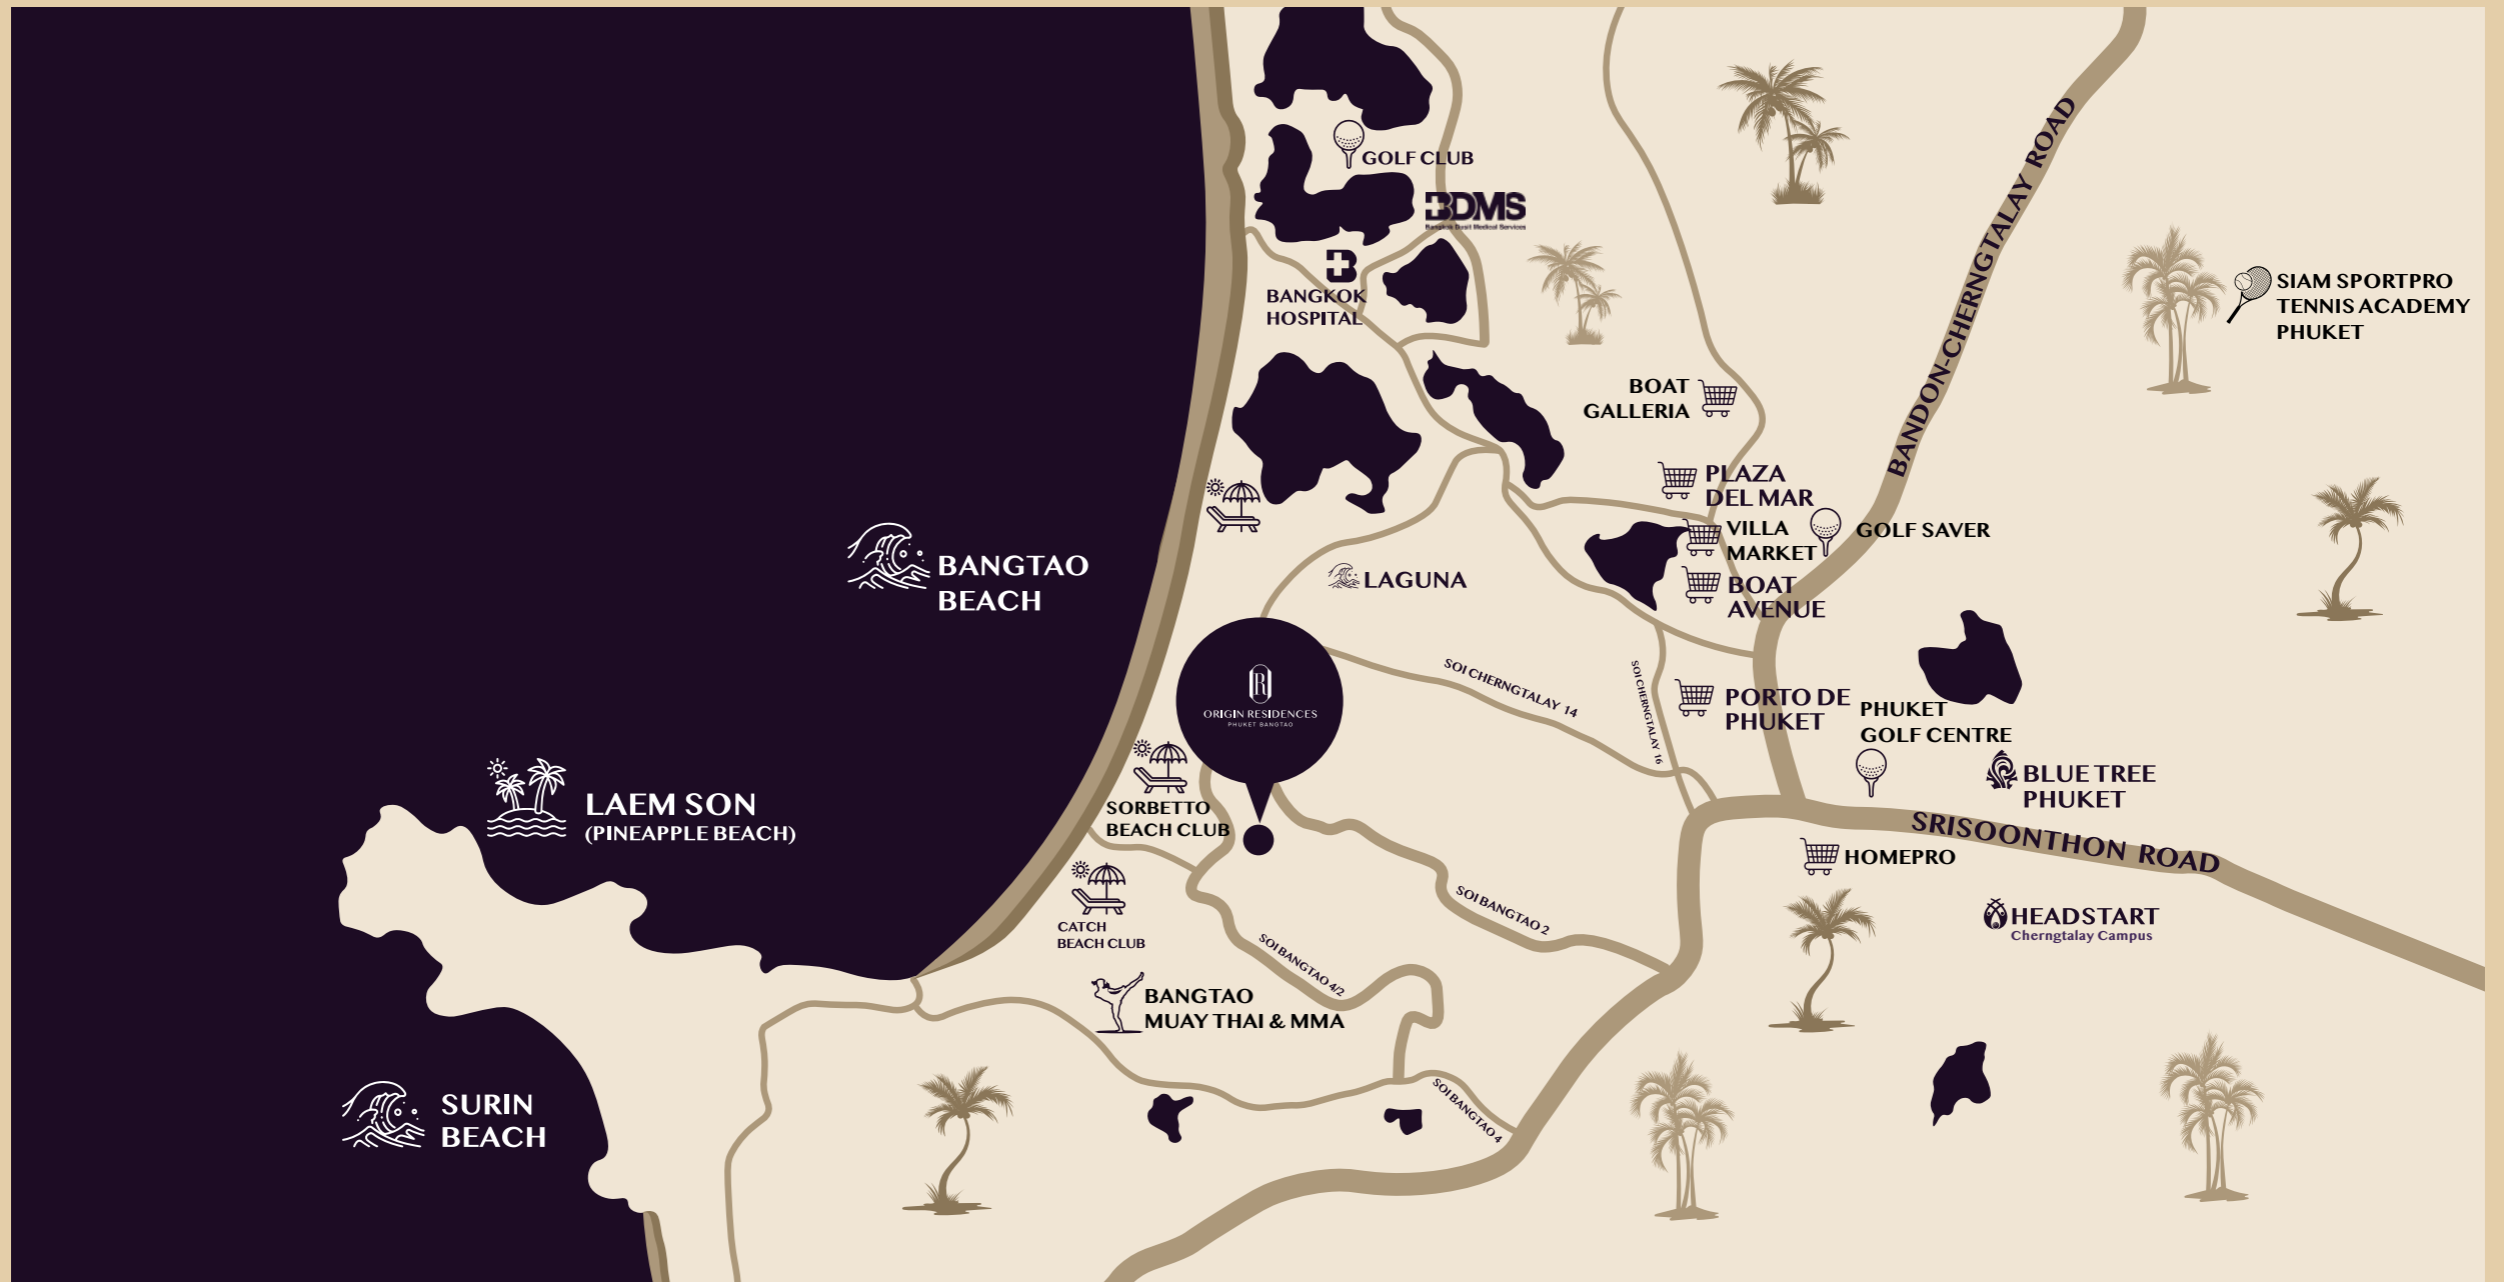 GOLF CLUB
BDMS
Bangkok Dusit Medical Services
BANGKOK
HOSPITAL
SIAM SPORTPRO
TENNIS ACADEMY
PHUKET
BANDON-CHERNGTALAY ROAD
BOAT
GALLERIA
PLAZA
DEL MAR
VILLA
MARKET
GOLF SAVER
BOAT
AVENUE
BANGTAO
BEACH
LAGUNA
R
ORIGIN RESIDENCES
PHUKET BANGTAO
SOI CHERNGTALAY 14
SOI CHERNGTALAY 16
PORTO DE
PHUKET
PHUKET
GOLF CENTRE
BLUE TREE
PHUKET
LAEM SON
(PINEAPPLE BEACH)
SORBETTO
BEACH CLUB
SRISOONTHON ROAD
HOMEPRO
CATCH
BEACH CLUB
SOI BANGTAO 2
HEADSTART
Cherngtalay Campus
SOI BANGTAO 4/2
BANGTAO
MUAY THAI & MMA
SURIN
BEACH
SOI BANGTAO 4